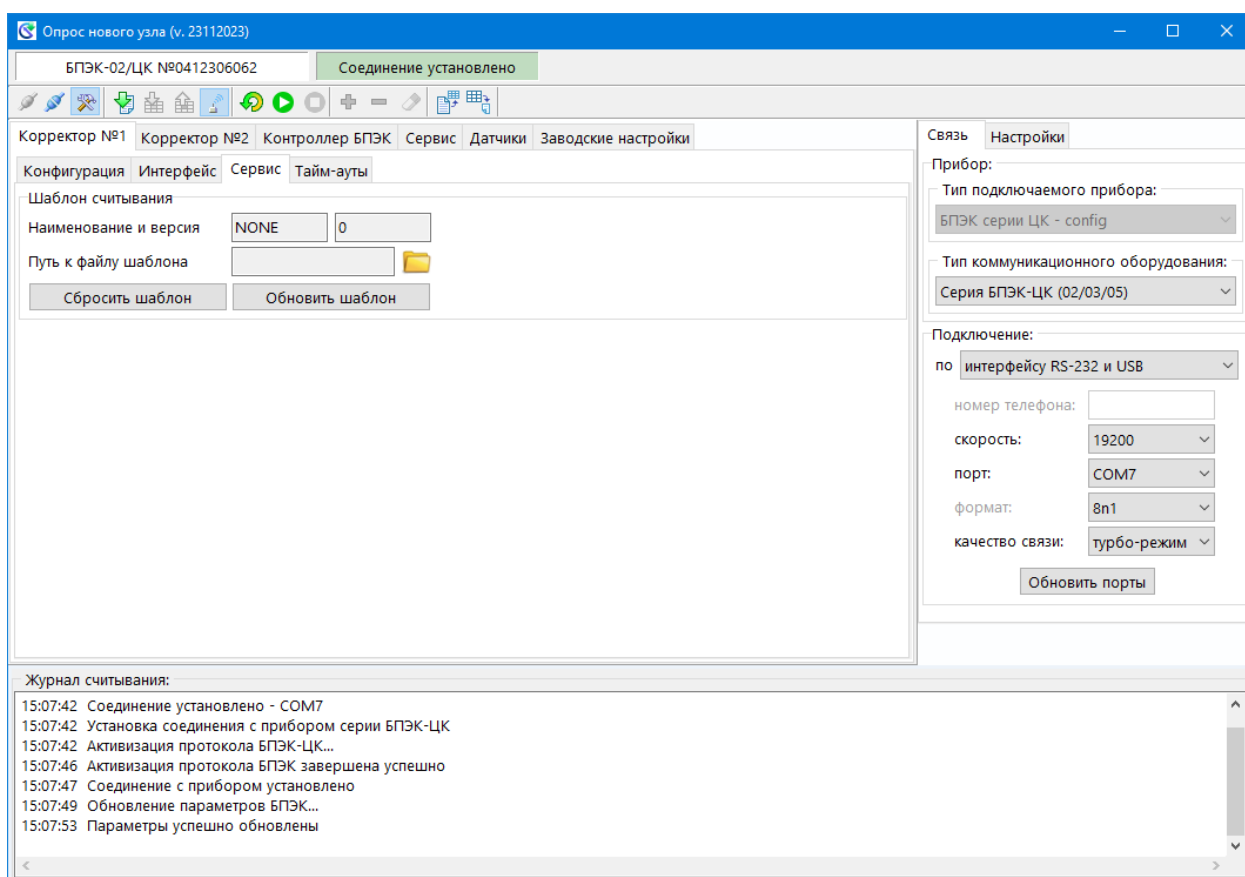 Опрос нового узла (v. 23112023)
БПЭК-02/ЦК №0412306062
Соединение установлено
Корректор №1 Корректор №2 Контроллер БПЭК Сервис Датчики Заводские настройки
Конфигурация Интерфейс Сервис Тайм-ауты
Шаблон считывания
Наименование и версия NONE 0
Путь к файлу шаблона
Сбросить шаблон Обновить шаблон
Связь Настройки
Прибор:
Тип подключаемого прибора:
БПЭК серии ЦК - config
Тип коммуникационного оборудования:
Серия БПЭК-ЦК (02/03/05)
Подключение:
по интерфейсу RS-232 и USB
номер телефона:
скорость: 19200
порт: COM7
формат: 8n1
качество связи: турбо-режим
Обновить порты
Журнал считывания:
15:07:42 Соединение установлено - COM7
15:07:42 Установка соединения с прибором серии БПЭК-ЦК
15:07:42 Активизация протокола БПЭК-ЦК...
15:07:46 Активизация протокола БПЭК завершена успешно
15:07:47 Соединение с прибором установлено
15:07:49 Обновление параметров БПЭК...
15:07:53 Параметры успешно обновлены